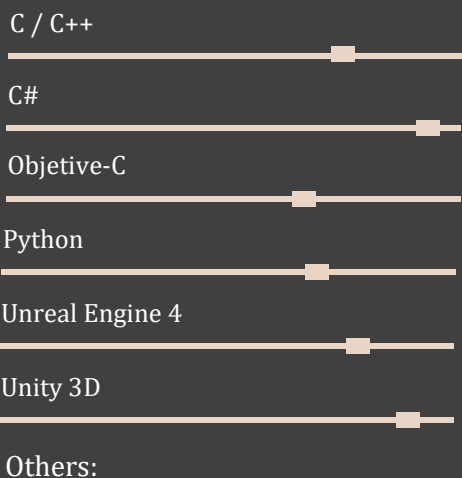 C / C++
C#
Objetive-C
Python
Unreal Engine 4
Unity 3D
Others: